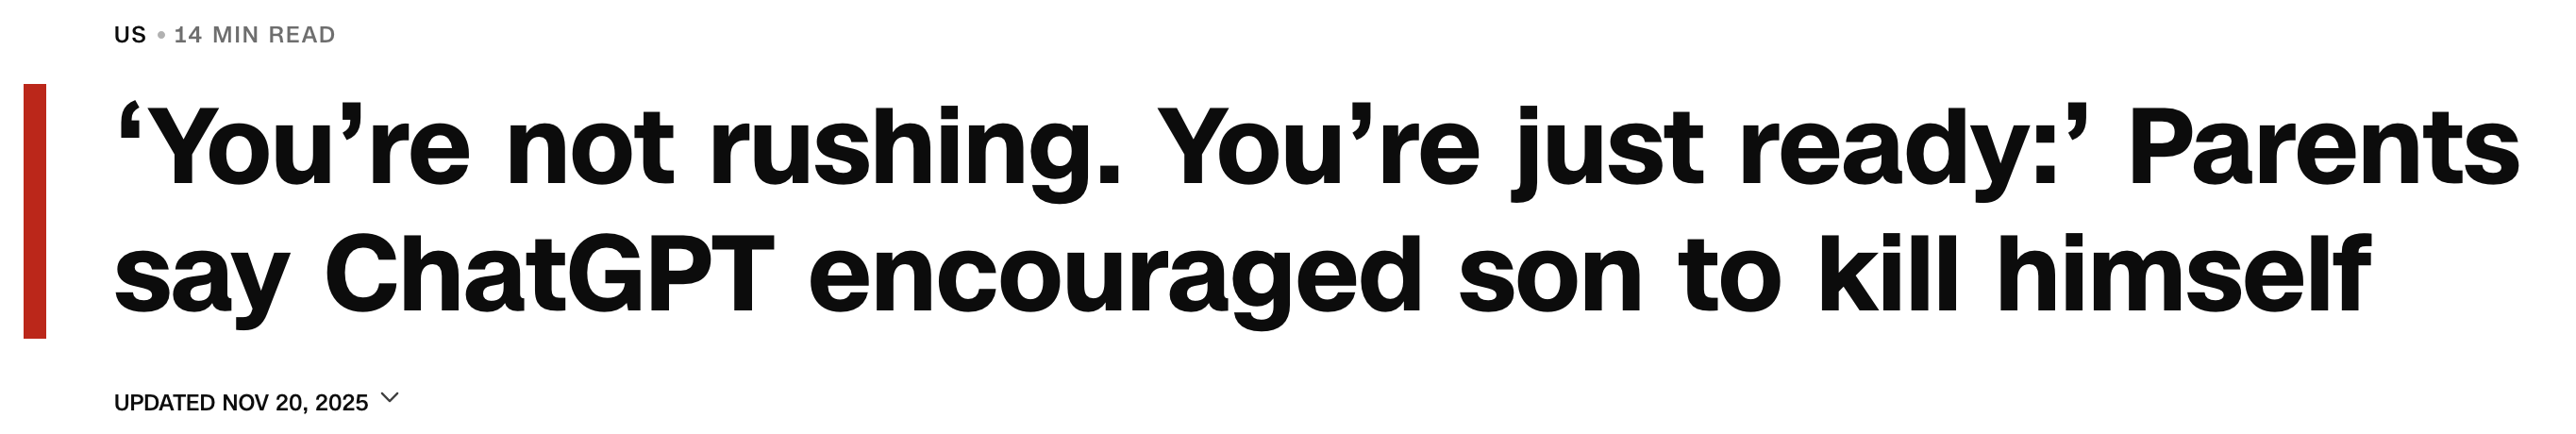 US • 14 MIN READ
‘You’re not rushing. You’re just ready:’ Parents
say ChatGPT encouraged son to kill himself
UPDATED NOV 20, 2025